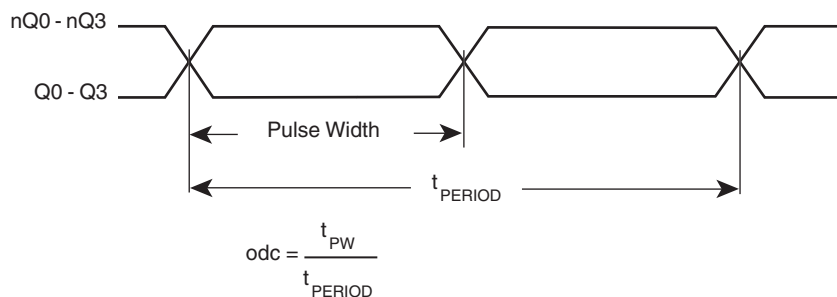 nQ0 - nQ3
Q0 - Q3
Pulse Width
tPERIOD
odc = tPW
tPERIOD